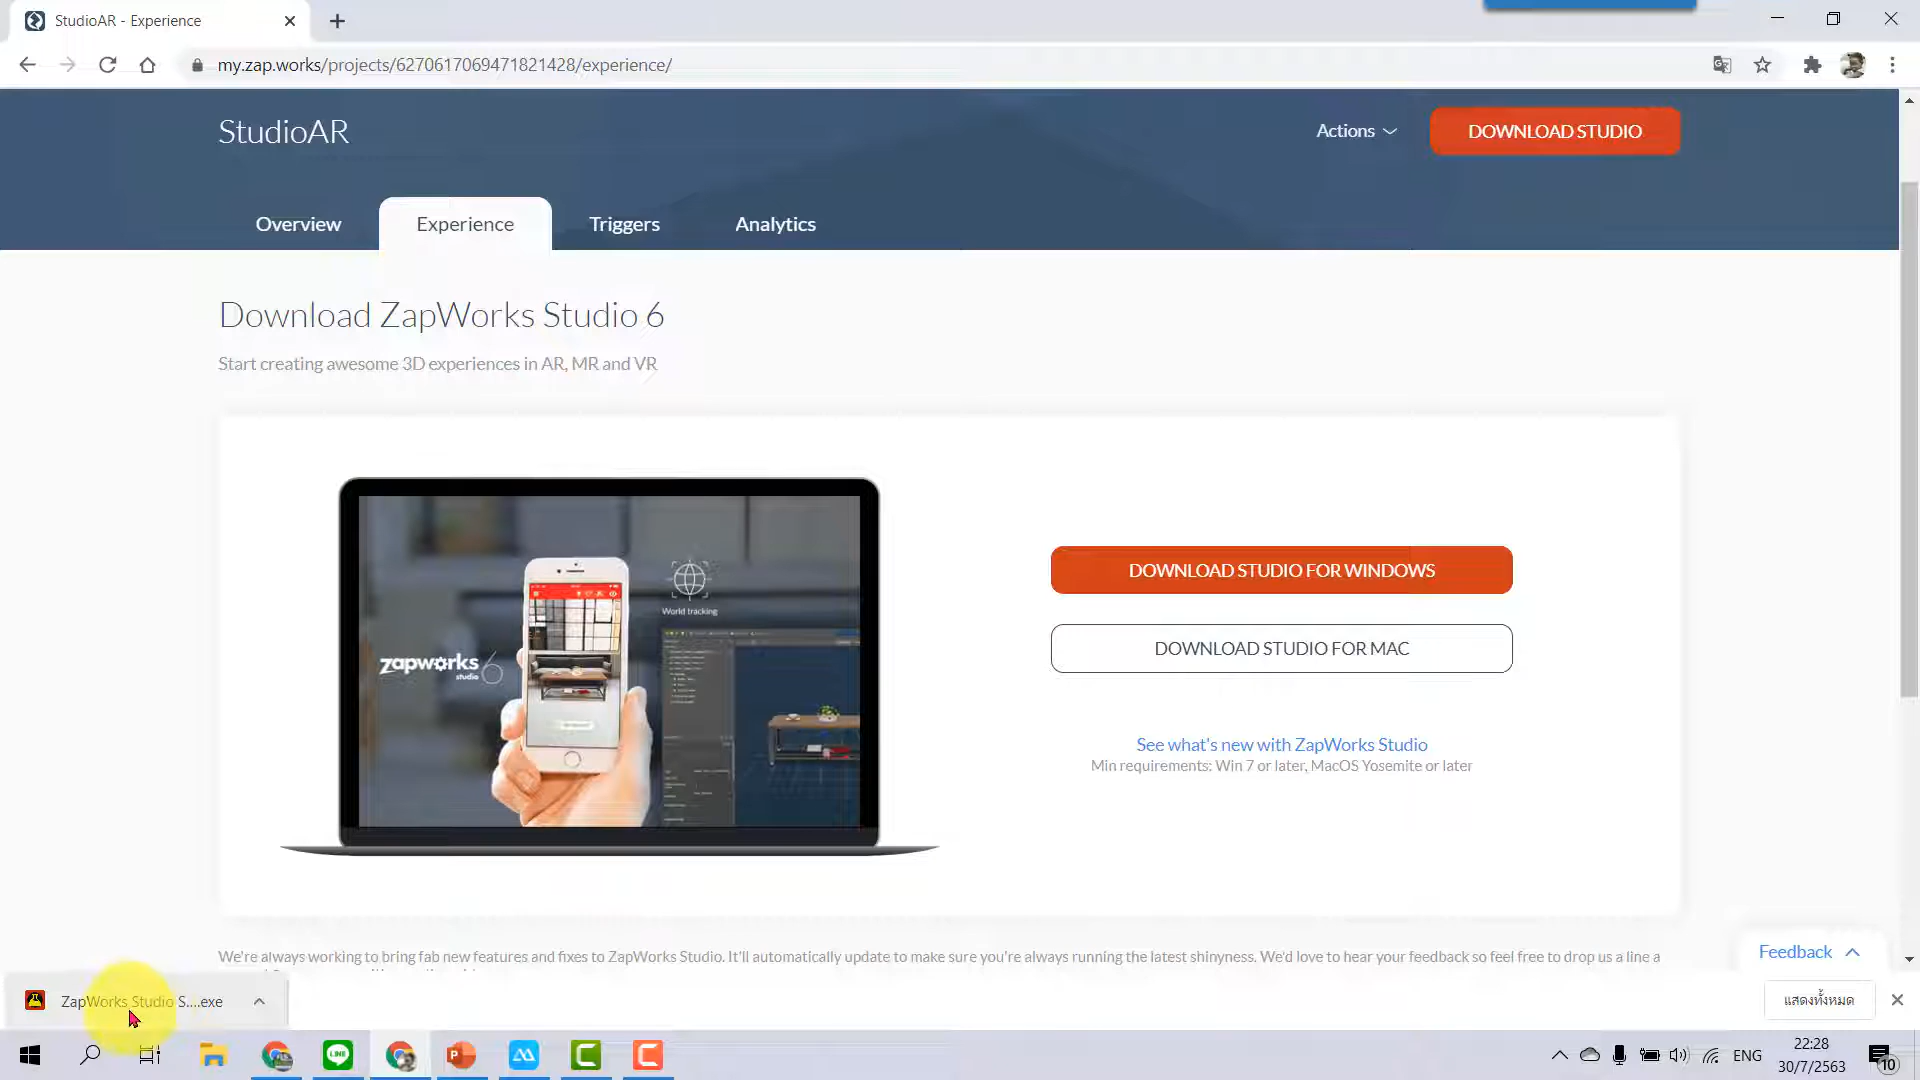 StudioAR - Experience
my.zap.works/projects/6270617069471821428/experience/
StudioAR
Actions
DOWNLOAD STUDIO
Overview
Experience
Triggers
Analytics
Download ZapWorks Studio 6
Start creating awesome 3D experiences in AR, MR and VR
World tracking
zapworks 6
studio
DOWNLOAD STUDIO FOR WINDOWS
DOWNLOAD STUDIO FOR MAC
See what's new with ZapWorks Studio
Min requirements: Win 7 or later, MacOS Yosemite or later
We're always working to bring fab new features and fixes to ZapWorks Studio. It'll automatically update to make sure you're always running the latest shinyness. We'd love to hear your feedback so feel free to drop us a line a
Feedback
ZapWorks Studio S....exe
แสดงทั้งหมด
LINE
ENG
22:28
30/7/2563
10